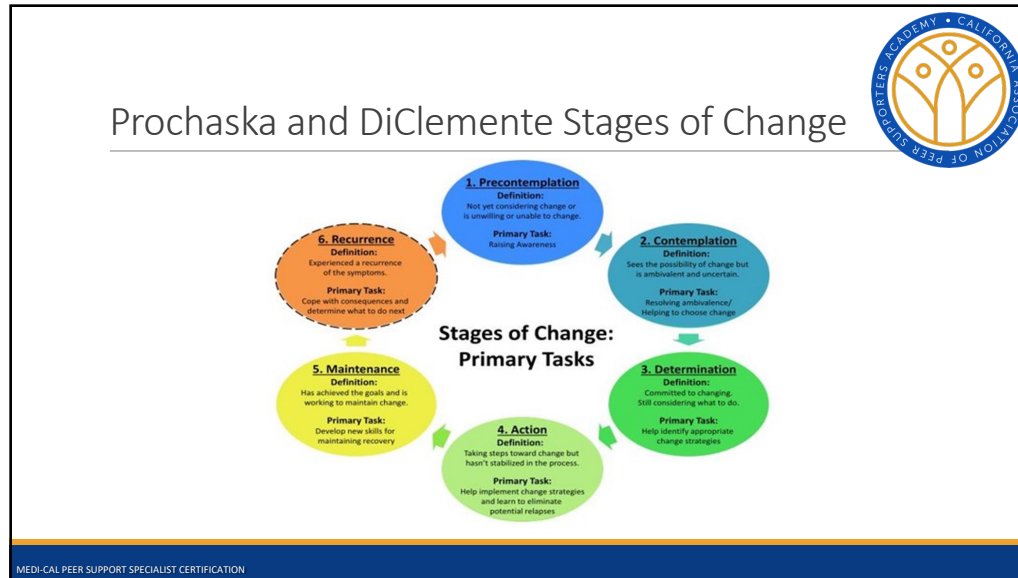 Prochaska and DiClemente Stages of Change
CALIFORNIA ASSOCIATION OF PEER SUPPORTERS ACADEMY •
1. Precontemplation
Definition:
Not yet considering change or
is unwilling or unable to change.
Primary Task:
Raising Awareness
2. Contemplation
Definition:
Sees the possibility of change but
is ambivalent and uncertain.
Primary Task:
Resolving ambivalence/
Helping to choose change
3. Determination
Definition:
Committed to changing.
Still considering what to do.
Primary Task:
Help identify appropriate
change strategies
4. Action
Definition:
Taking steps toward change but
hasn't stabilized in the process.
Primary Task:
Help implement change strategies
and learn to eliminate
potential relapses
5. Maintenance
Definition:
Has achieved the goals and is
working to maintain change.
Primary Task:
Develop new skills for
maintaining recovery
6. Recurrence
Definition:
Experienced a recurrence
of the symptoms.
Primary Task:
Cope with consequences and
determine what to do next
Stages of Change:
Primary Tasks
MEDI-CAL PEER SUPPORT SPECIALIST CERTIFICATION